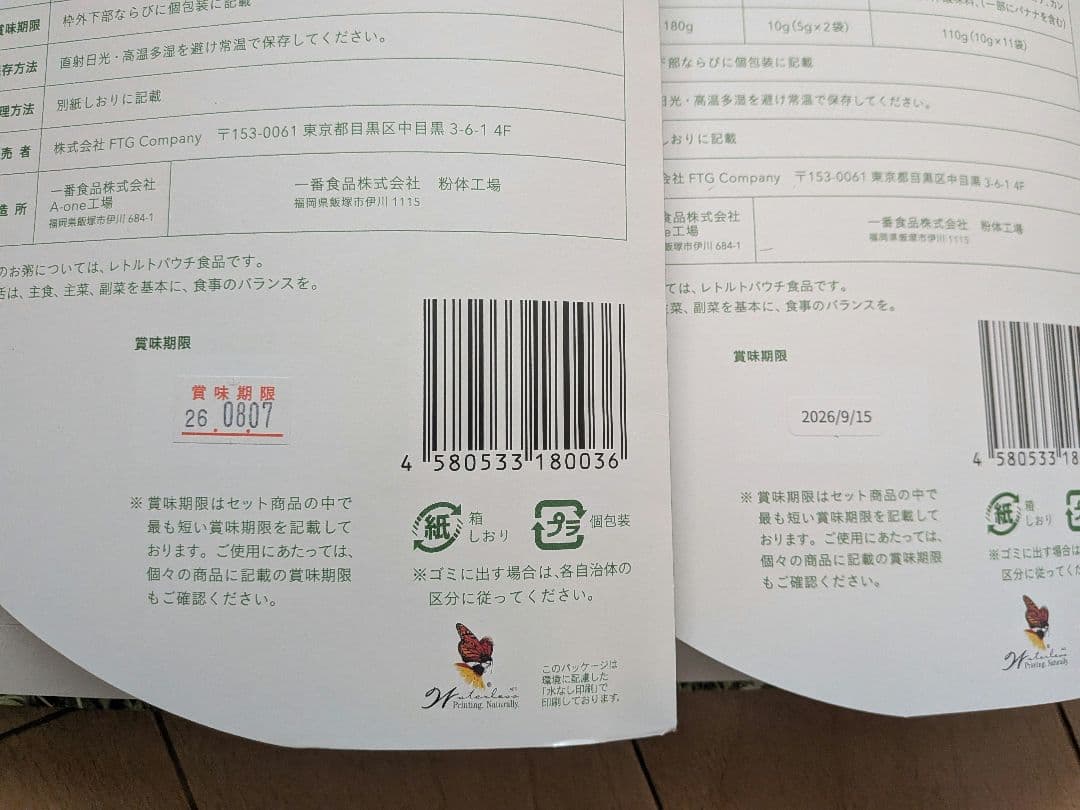 賞味期限 枠外下部ならびに個包装に記載
保存方法 直射日光・高温多湿を避け常温で保存してください。
理方法 別紙しおりに記載
売者 株式会社 FTG Company 〒153-0061 東京都目黒区中目黒 3-6-1 4F
造所 一番食品株式会社
A-one工場
福岡県飯塚市伊川 684-1
一番食品株式会社 粉体工場
福岡県飯塚市伊川 1115
のお粥については、レトルトパウチ食品です。
活は、主食、主菜、副菜を基本に、食事のバランスを。
賞味期限
賞味期限
26.08.07
4 580533 180036
※賞味期限はセット商品の中で
最も短い賞味期限を記載して
おります。ご使用にあたっては、
個々の商品に記載の賞味期限
もご確認ください。
紙 箱
しおり
プラ 個包装
※ゴミに出す場合は、各自治体の
区分に従ってください。
Waterless
Printing. Naturally.
このパッケージは
環境に配慮した
「水なし印刷」で
印刷しております。
料、(一部にバナナを含む)
180g 10g(5g×2袋) 110g(10g×11袋)
下部ならびに個包装に記載
日光・高温多湿を避け常温で保存してください。
しおりに記載
会社 FTG Company 〒153-0061 東京都目黒区中目黒 3-6-1 4F
食品株式会社
e工場
飯塚市伊川 684-1
一番食品株式会社 粉体工場
福岡県飯塚市伊川 1115
ては、レトルトパウチ食品です。
主菜、副菜を基本に、食事のバランスを。
賞味期限
2026/9/15
4 580533 18
※賞味期限はセット商品の中で
最も短い賞味期限を記載して
おります。ご使用にあたっては、
個々の商品に記載の賞味期限
もご確認ください。
紙 箱
しおり
※ゴミに出す場合は
区分に従ってくだ
Waterless
Printing. Naturally.